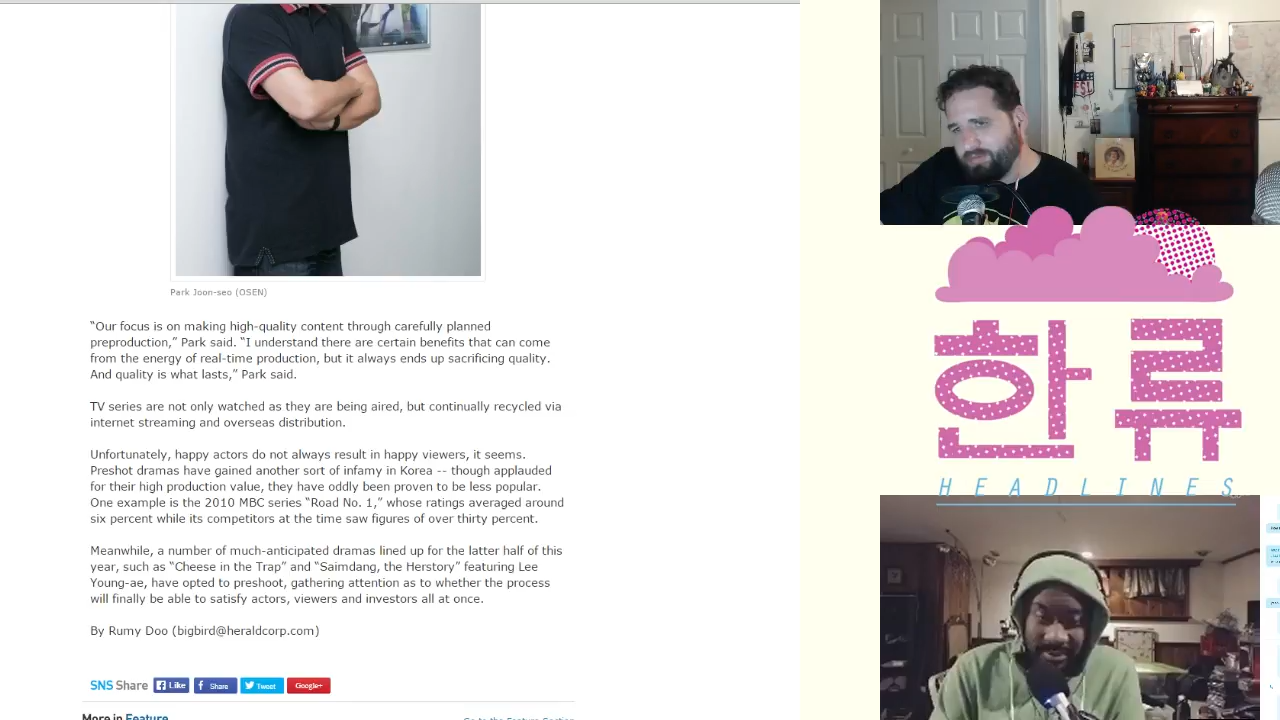 Park Joon-seo (OSEN)
“Our focus is on making high-quality content through carefully planned
preproduction,” Park said. “I understand there are certain benefits that can come
from the energy of real-time production, but it always ends up sacrificing quality.
And quality is what lasts,” Park said.
TV series are not only watched as they are being aired, but continually recycled via
internet streaming and overseas distribution.
Unfortunately, happy actors do not always result in happy viewers, it seems.
Preshot dramas have gained another sort of infamy in Korea -- though applauded
for their high production value, they have oddly been proven to be less popular.
One example is the 2010 MBC series “Road No. 1,” whose ratings averaged around
six percent while its competitors at the time saw figures of over thirty percent.
Meanwhile, a number of much-anticipated dramas lined up for the latter half of this
year, such as “Cheese in the Trap” and “Saimdang, the Herstory” featuring Lee
Young-ae, have opted to preshoot, gathering attention as to whether the process
will finally be able to satisfy actors, viewers and investors all at once.
By Rumy Doo (bigbird@heraldcorp.com)
SNS Share Like Share Tweet Google+
More in Feature
Go to the Feature Section
한류
HEADLINES
NFL